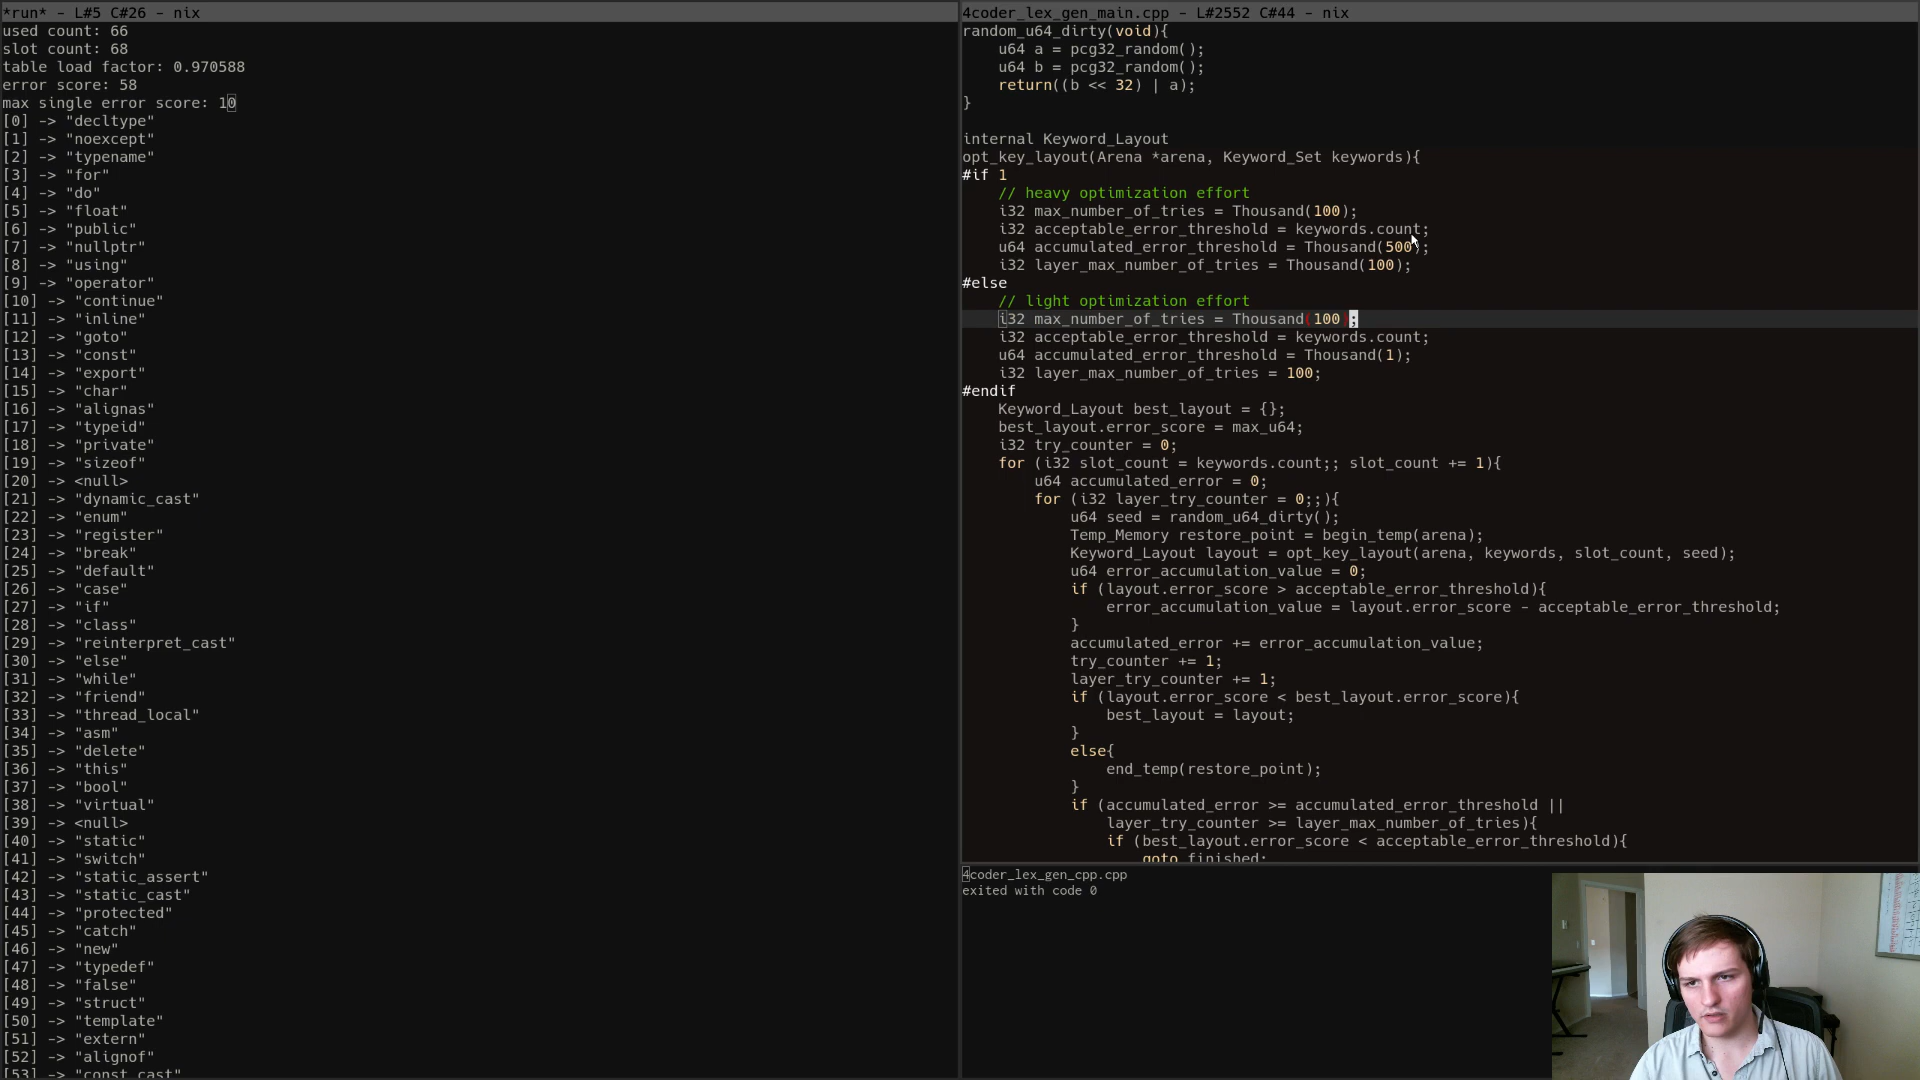 *run* - L#5 C#26 - nix
used count: 66
slot count: 68
table load factor: 0.970588
error score: 58
max single error score: 10
[0] -> "decltype"
[1] -> "noexcept"
[2] -> "typename"
[3] -> "for"
[4] -> "do"
[5] -> "float"
[6] -> "public"
[7] -> "nullptr"
[8] -> "using"
[9] -> "operator"
[10] -> "continue"
[11] -> "inline"
[12] -> "goto"
[13] -> "const"
[14] -> "export"
[15] -> "char"
[16] -> "alignas"
[17] -> "typeid"
[18] -> "private"
[19] -> "sizeof"
[20] -> <null>
[21] -> "dynamic_cast"
[22] -> "enum"
[23] -> "register"
[24] -> "break"
[25] -> "default"
[26] -> "case"
[27] -> "if"
[28] -> "class"
[29] -> "reinterpret_cast"
[30] -> "else"
[31] -> "while"
[32] -> "friend"
[33] -> "thread_local"
[34] -> "asm"
[35] -> "delete"
[36] -> "this"
[37] -> "bool"
[38] -> "virtual"
[39] -> <null>
[40] -> "static"
[41] -> "switch"
[42] -> "static_assert"
[43] -> "static_cast"
[44] -> "protected"
[45] -> "catch"
[46] -> "new"
[47] -> "typedef"
[48] -> "false"
[49] -> "struct"
[50] -> "template"
[51] -> "extern"
[52] -> "alignof"
[53] -> "const_cast"
4coder_lex_gen_main.cpp - L#2552 C#44 - nix
random_u64_dirty(void){
    u64 a = pcg32_random();
    u64 b = pcg32_random();
    return((b << 32) | a);
}
internal Keyword_Layout
opt_key_layout(Arena *arena, Keyword_Set keywords){
#if 1
    // heavy optimization effort
    i32 max_number_of_tries = Thousand(100);
    i32 acceptable_error_threshold = keywords.count;
    u64 accumulated_error_threshold = Thousand(500);
    i32 layer_max_number_of_tries = Thousand(100);
#else
    // light optimization effort
    i32 max_number_of_tries = Thousand(100);
    i32 acceptable_error_threshold = keywords.count;
    u64 accumulated_error_threshold = Thousand(1);
    i32 layer_max_number_of_tries = 100;
#endif
    Keyword_Layout best_layout = {};
    best_layout.error_score = max_u64;
    i32 try_counter = 0;
    for (i32 slot_count = keywords.count;; slot_count += 1){
        u64 accumulated_error = 0;
        for (i32 layer_try_counter = 0;;){
            u64 seed = random_u64_dirty();
            Temp_Memory restore_point = begin_temp(arena);
            Keyword_Layout layout = opt_key_layout(arena, keywords, slot_count, seed);
            u64 error_accumulation_value = 0;
            if (layout.error_score > acceptable_error_threshold){
                error_accumulation_value = layout.error_score - acceptable_error_threshold;
            }
            accumulated_error += error_accumulation_value;
            try_counter += 1;
            layer_try_counter += 1;
            if (layout.error_score < best_layout.error_score){
                best_layout = layout;
            }
            else{
                end_temp(restore_point);
            }
            if (accumulated_error >= accumulated_error_threshold ||
                layer_try_counter >= layer_max_number_of_tries){
                if (best_layout.error_score < acceptable_error_threshold){
                    goto finished;
4coder_lex_gen_cpp.cpp
exited with code 0